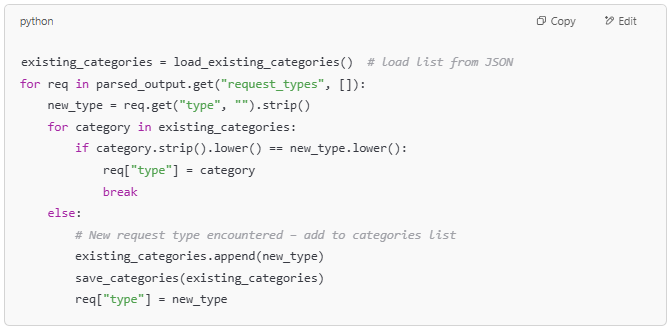 python Copy Edit
existing_categories = load_existing_categories()  # load list from JSON
for req in parsed_output.get("request_types", []):
    new_type = req.get("type", "").strip()
    for category in existing_categories:
        if category.strip().lower() == new_type.lower():
            req["type"] = category
            break
    else:
        # New request type encountered – add to categories list
        existing_categories.append(new_type)
        save_categories(existing_categories)
        req["type"] = new_type